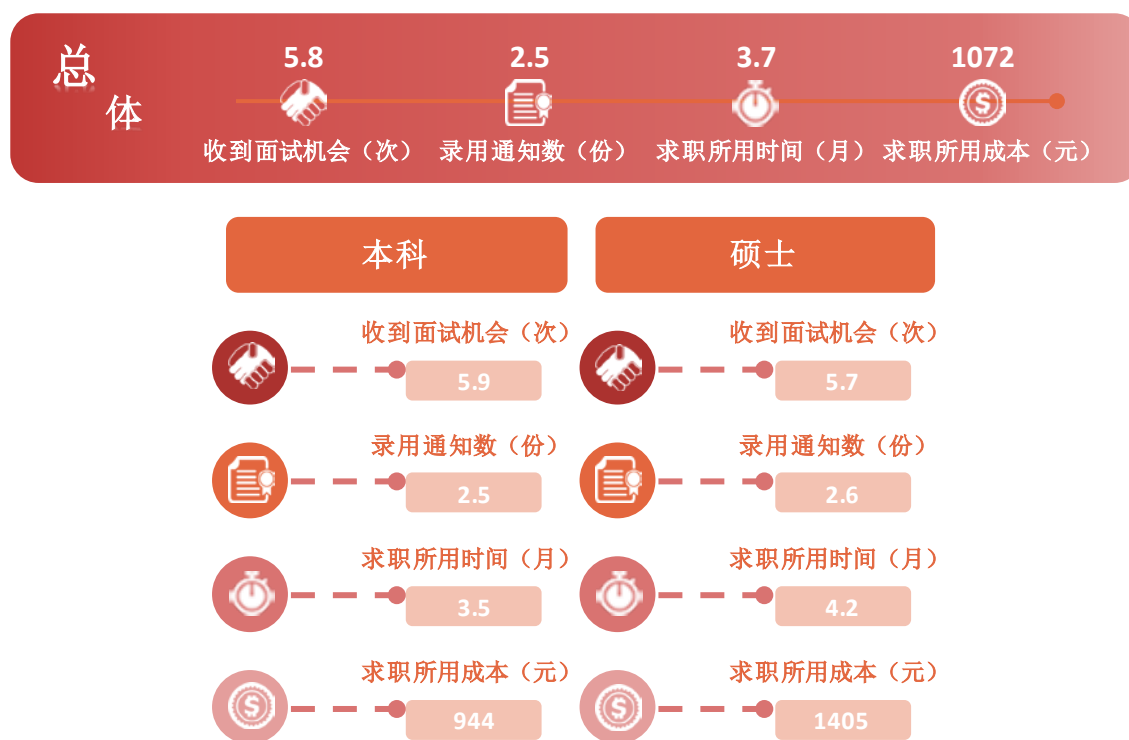 总
体
5.8 2.5 3.7 1072
收到面试机会（次） 录用通知数（份） 求职所用时间（月） 求职所用成本（元）
本科 硕士
收到面试机会（次） 收到面试机会（次）
5.9 5.7
录用通知数（份） 录用通知数（份）
2.5 2.6
求职所用时间（月） 求职所用时间（月）
3.5 4.2
求职所用成本（元） 求职所用成本（元）
944 1405